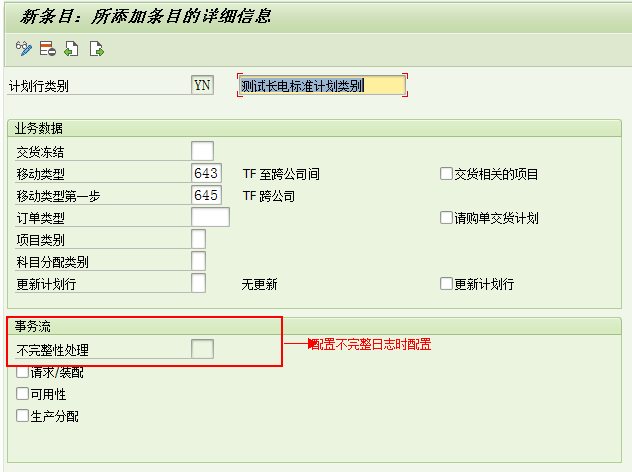 新条目：所添加条目的详细信息
计划行类别 YN 测试长电标准计划类别
业务数据
交货冻结
移动类型 643 TF 至跨公司间 交货相关的项目
移动类型第一步 645 TF 跨公司
订单类型 请购单交货计划
项目类别
科目分配类别
更新计划行 无更新 更新计划行
事务流
不完整性处理 配置不完整日志时配置
请求/装配
可用性
生产分配